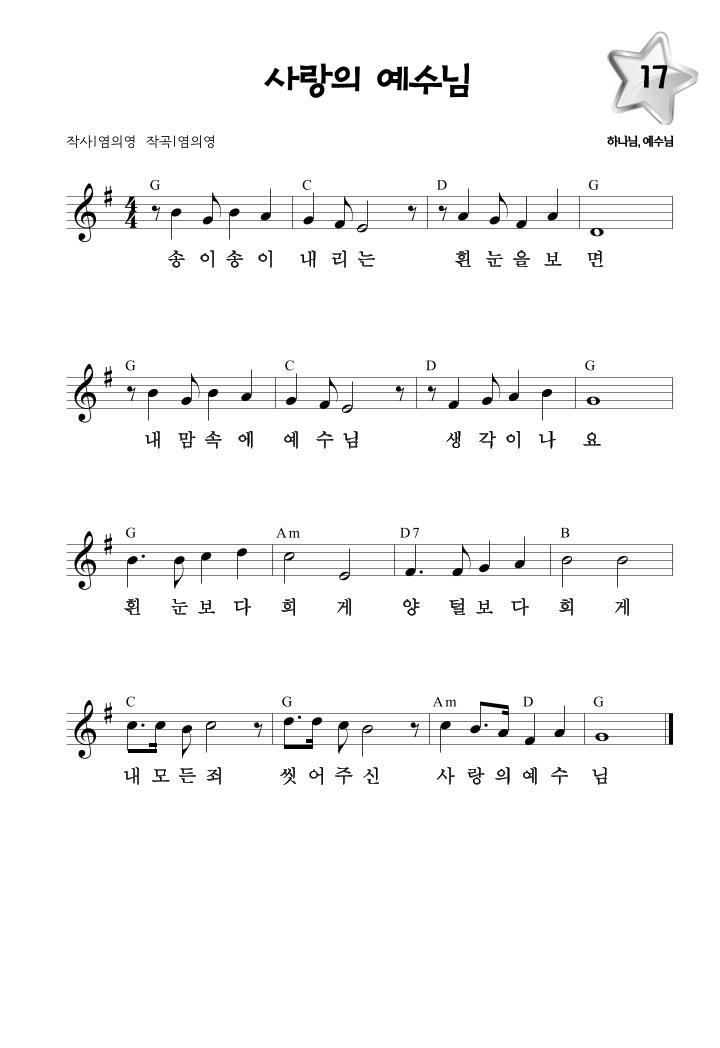 사랑의 예수님
17
작사|염의영 작곡|염의영
하나님, 예수님
G C D G
4
4
송이송이 내리는 흰눈을보면
G C D G
내맘속에 예수님 생각이나요
G Am D7 B
흰눈보다 희게 양털보다 희게
C G Am D G
내모든죄 씻어주신 사랑의예수님